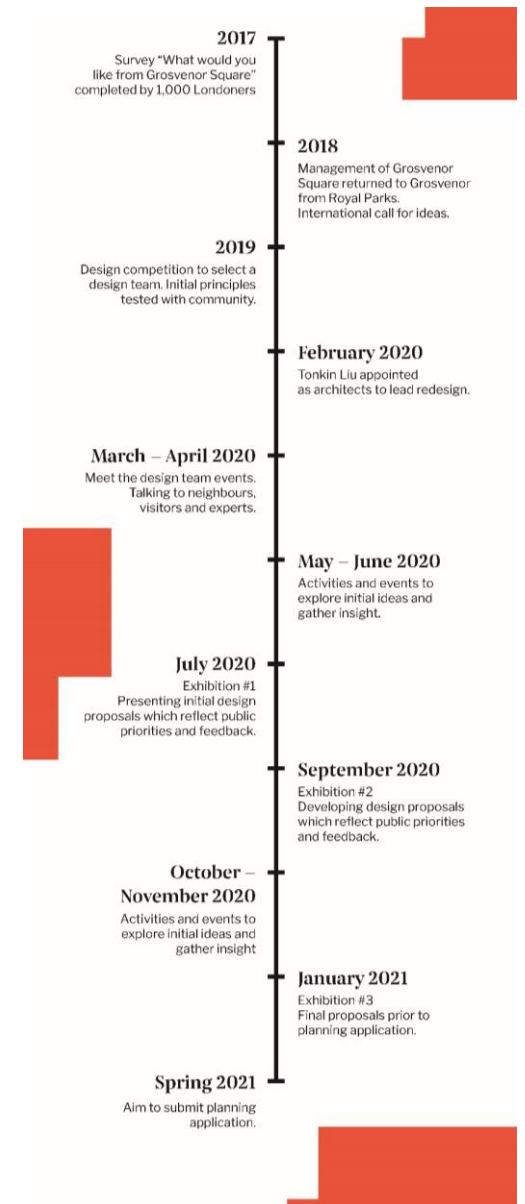 2017
Survey “What would you
like from Grosvenor Square”
completed by 1,000 Londoners
2018
Management of Grosvenor
Square returned to Grosvenor
from Royal Parks.
International call for ideas.
2019
Design competition to select a
design team. Initial principles
tested with community.
February 2020
Tonkin Liu appointed
as architects to lead redesign.
March – April 2020
Meet the design team events.
Talking to neighbours,
visitors and experts.
May – June 2020
Activities and events to
explore initial ideas and
gather insight.
July 2020
Exhibition #1
Presenting initial design
proposals which reflect public
priorities and feedback.
September 2020
Exhibition #2
Developing design proposals
which reflect public priorities
and feedback.
October –
November 2020
Activities and events to
explore initial ideas and
gather insight
January 2021
Exhibition #3
Final proposals prior to
planning application.
Spring 2021
Aim to submit planning
application.